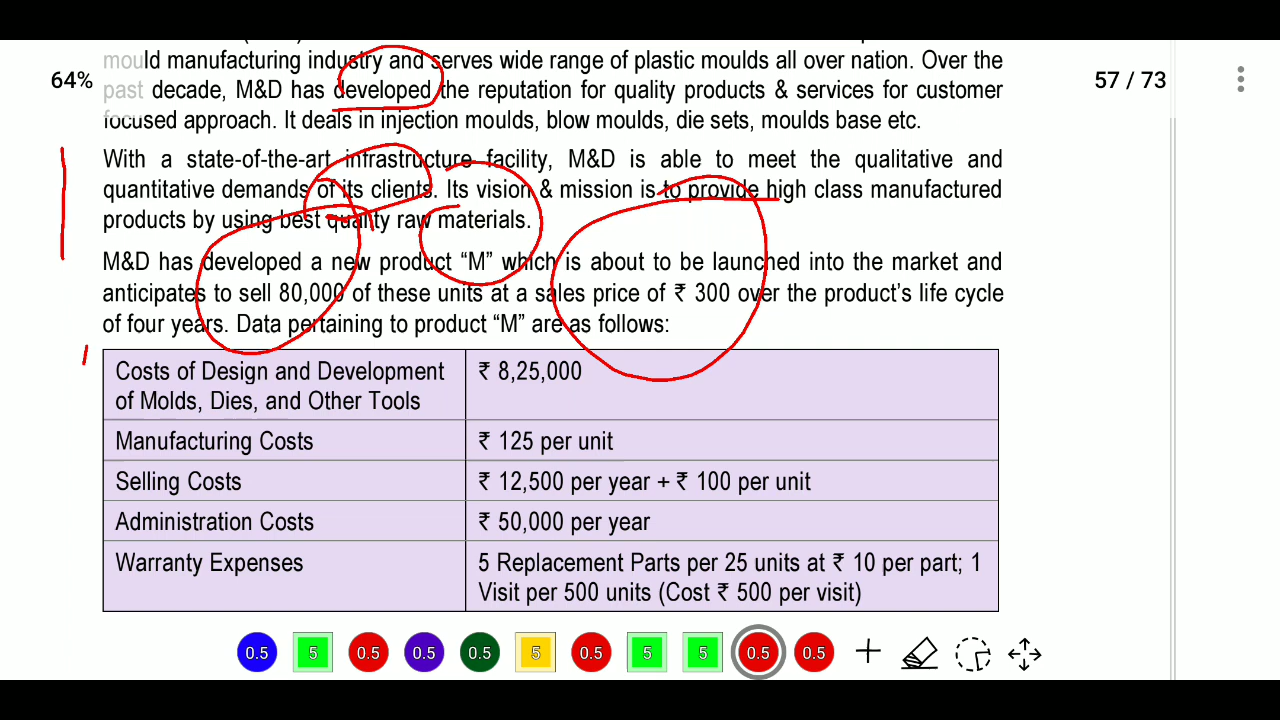 mould manufacturing industry and serves wide range of plastic moulds all over nation. Over the
64%
57 / 73
past decade, M&D has developed the reputation for quality products & services for customer
focused approach. It deals in injection moulds, blow moulds, die sets, moulds base etc.
With a state-of-the-art infrastructure facility, M&D is able to meet the qualitative and
quantitative demands of its clients. Its vision & mission is to provide high class manufactured
products by using best quality raw materials.
M&D has developed a new product “M” which is about to be launched into the market and
anticipates to sell 80,000 of these units at a sales price of ₹ 300 over the product’s life cycle
of four years. Data pertaining to product “M” are as follows:
Costs of Design and Development
of Molds, Dies, and Other Tools
₹ 8,25,000
Manufacturing Costs
₹ 125 per unit
Selling Costs
₹ 12,500 per year + ₹ 100 per unit
Administration Costs
₹ 50,000 per year
Warranty Expenses
5 Replacement Parts per 25 units at ₹ 10 per part; 1
Visit per 500 units (Cost ₹ 500 per visit)
0.5 5 0.5 0.5 0.5 5 0.5 5 5 0.5 0.5